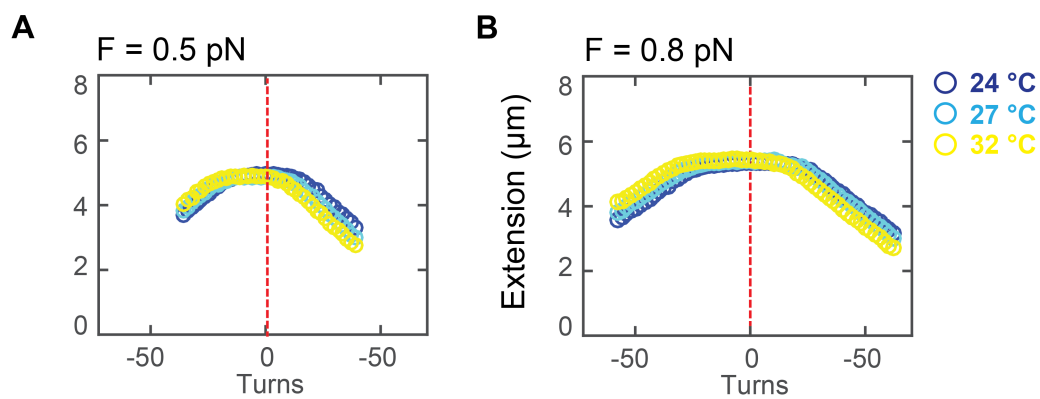 A
F = 0.5 pN
8
6
4
2
0
-50 0 -50
Turns
B
F = 0.8 pN
Extension (μm)
8
6
4
2
0
-50 0 -50
Turns
24 °C
27 °C
32 °C